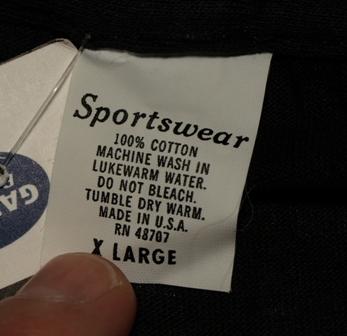 Sportswear
100% COTTON
MACHINE WASH IN
LUKEWARM WATER.
DO NOT BLEACH.
TUMBLE DRY WARM.
MADE IN U.S.A.
RN 48707
X LARGE